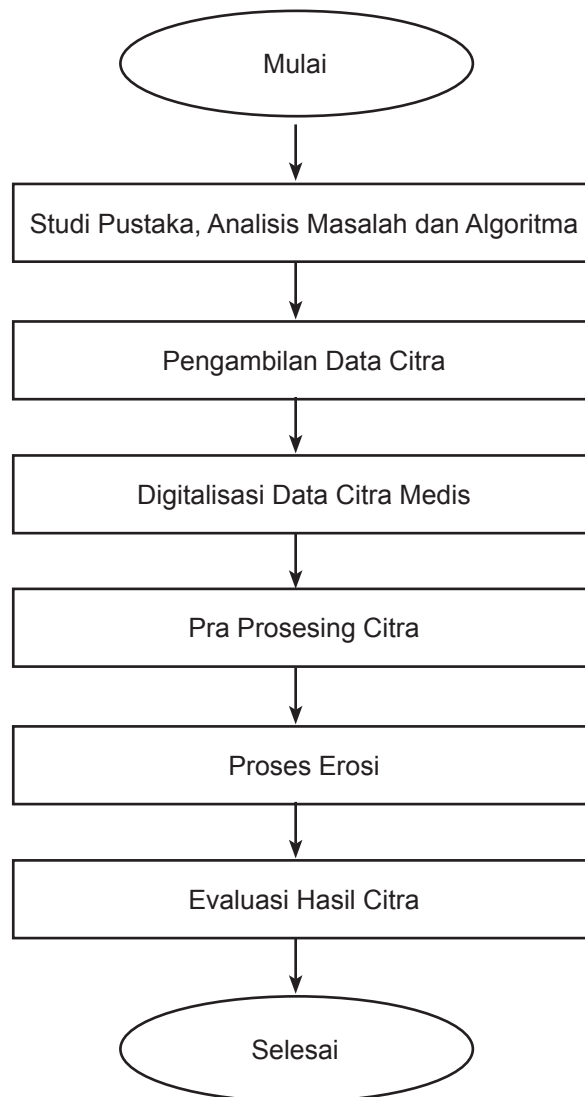 Mulai
Studi Pustaka, Analisis Masalah dan Algoritma
Pengambilan Data Citra
Digitalisasi Data Citra Medis
Pra Prosesing Citra
Proses Erosi
Evaluasi Hasil Citra
Selesai